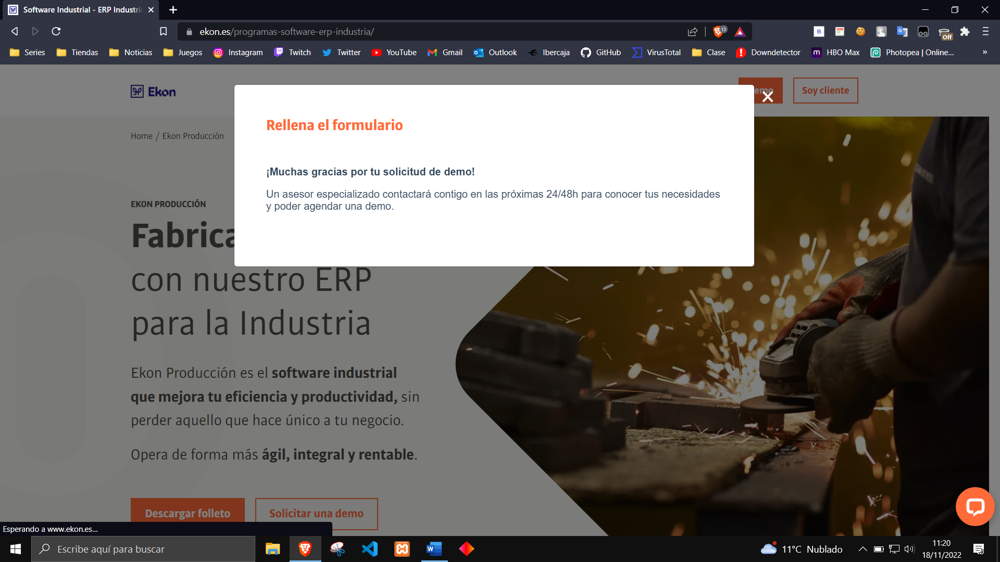 Software Industrial - ERP Industria
ekon.es/programas-software-erp-industria/
13
B
Off
Series
Tiendas
Noticias
Juegos
Instagram
Twitch
Twitter
YouTube
Gmail
Outlook
Ibercaja
GitHub
VirusTotal
Clase
Downdetector
HBO Max
Photopea | Online...
»
Ekon
emo
Soy cliente
Home / Ekon Producción
Rellena el formulario
¡Muchas gracias por tu solicitud de demo!
Un asesor especializado contactará contigo en las próximas 24/48h para conocer tus necesidades
y poder agendar una demo.
EKON PRODUCCIÓN
Fabrica
con nuestro ERP
para la Industria
Ekon Producción es el software industrial
que mejora tu eficiencia y productividad, sin
perder aquello que hace único a tu negocio.
Opera de forma más ágil, integral y rentable.
Descargar folleto
Solicitar una demo
Esperando a www.ekon.es...
Escribe aquí para buscar
11°C Nublado
11:20
18/11/2022